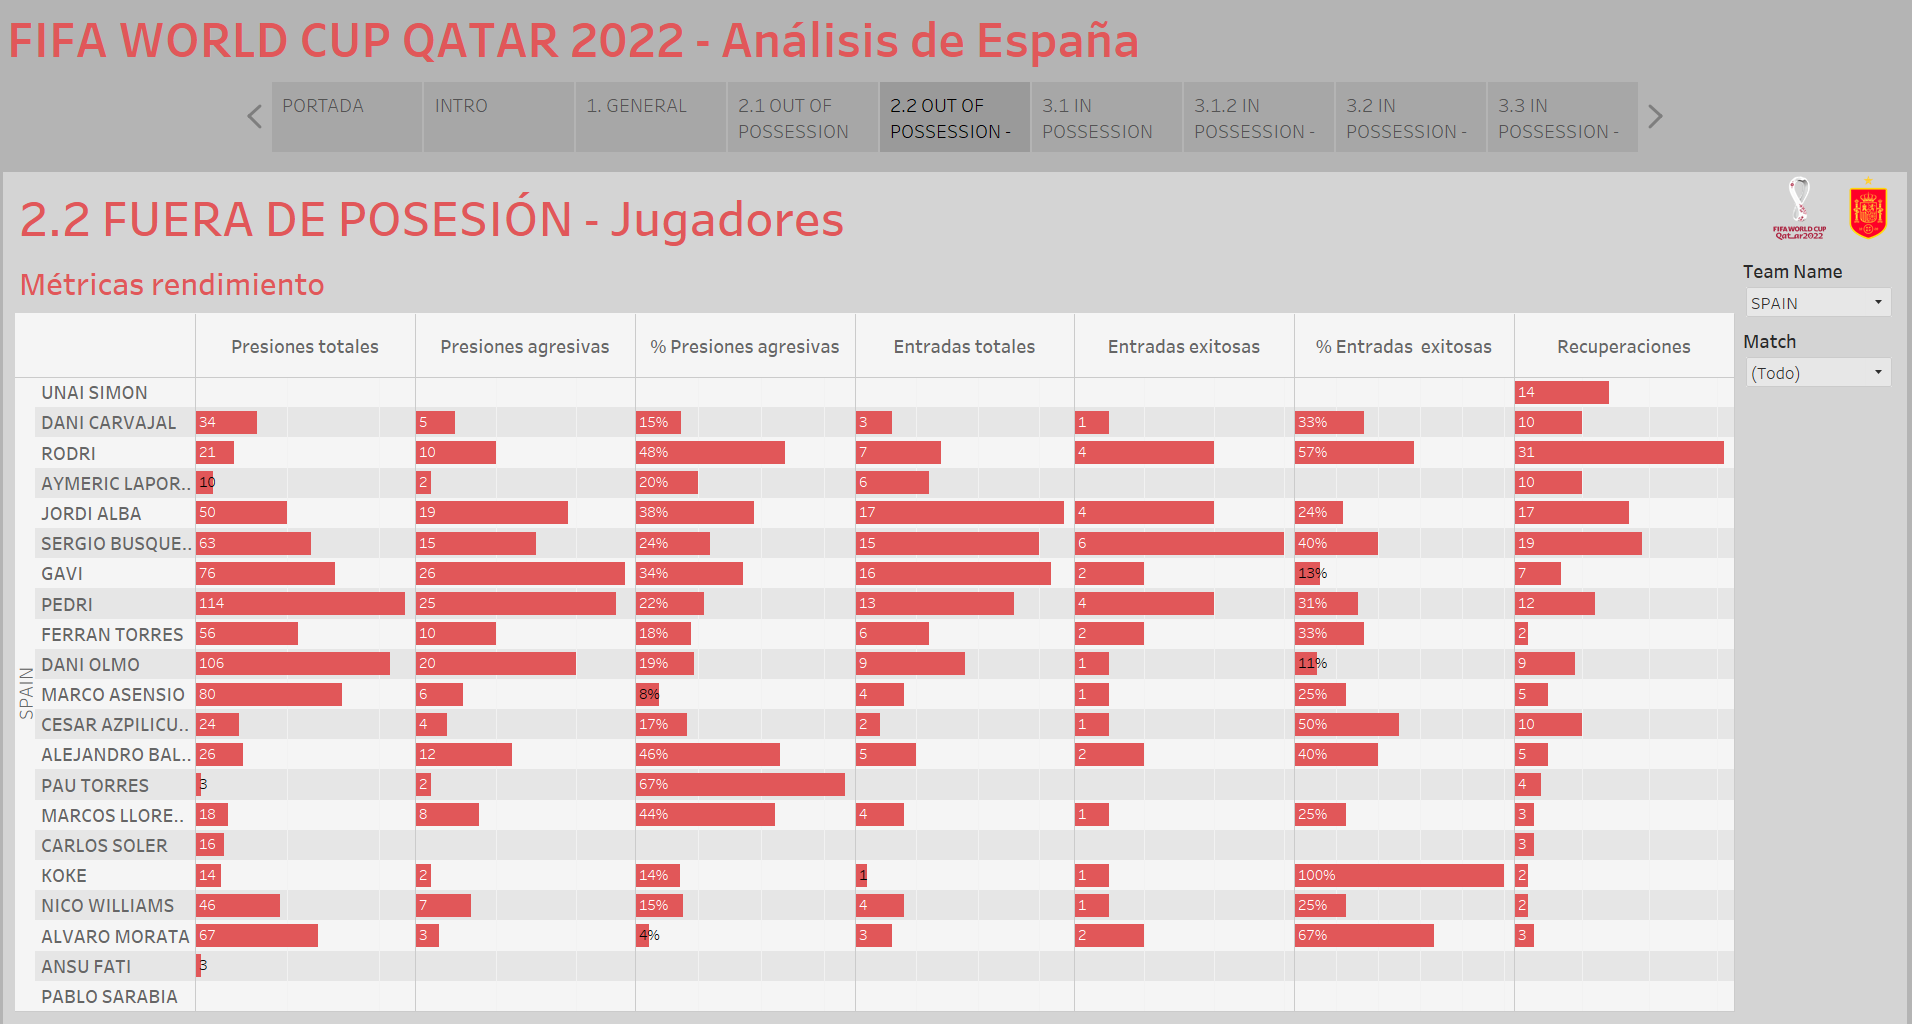 FIFA WORLD CUP QATAR 2022 - Análisis de España
PORTADA
INTRO
1. GENERAL
2.1 OUT OF
POSSESSION
2.2 OUT OF
POSSESSION -
3.1 IN
POSSESSION
3.1.2 IN
POSSESSION -
3.2 IN
POSSESSION -
3.3 IN
POSSESSION -
2.2 FUERA DE POSESIÓN - Jugadores
FIFA WORLD CUP
Qatar2022
Métricas rendimiento
Team Name
SPAIN
Match
(Todo)
Presiones totales Presiones agresivas % Presiones agresivas Entradas totales Entradas exitosas % Entradas exitosas Recuperaciones
SPAIN
UNAI SIMON 14
DANI CARVAJAL 34 5 15% 3 1 33% 10
RODRI 21 10 48% 7 4 57% 31
AYMERIC LAPOR.. 10 2 20% 6 10
JORDI ALBA 50 19 38% 17 4 24% 17
SERGIO BUSQUE.. 63 15 24% 15 6 40% 19
GAVI 76 26 34% 16 2 13% 7
PEDRI 114 25 22% 13 4 31% 12
FERRAN TORRES 56 10 18% 6 2 33% 2
DANI OLMO 106 20 19% 9 1 11% 9
MARCO ASENSIO 80 6 8% 4 1 25% 5
CESAR AZPILICU.. 24 4 17% 2 1 50% 10
ALEJANDRO BAL.. 26 12 46% 5 2 40% 5
PAU TORRES 3 2 67% 4
MARCOS LLORE.. 18 8 44% 4 1 25% 3
CARLOS SOLER 16 3
KOKE 14 2 14% 1 1 100% 2
NICO WILLIAMS 46 7 15% 4 1 25% 2
ALVARO MORATA 67 3 4% 3 2 67% 3
ANSU FATI 3
PABLO SARABIA